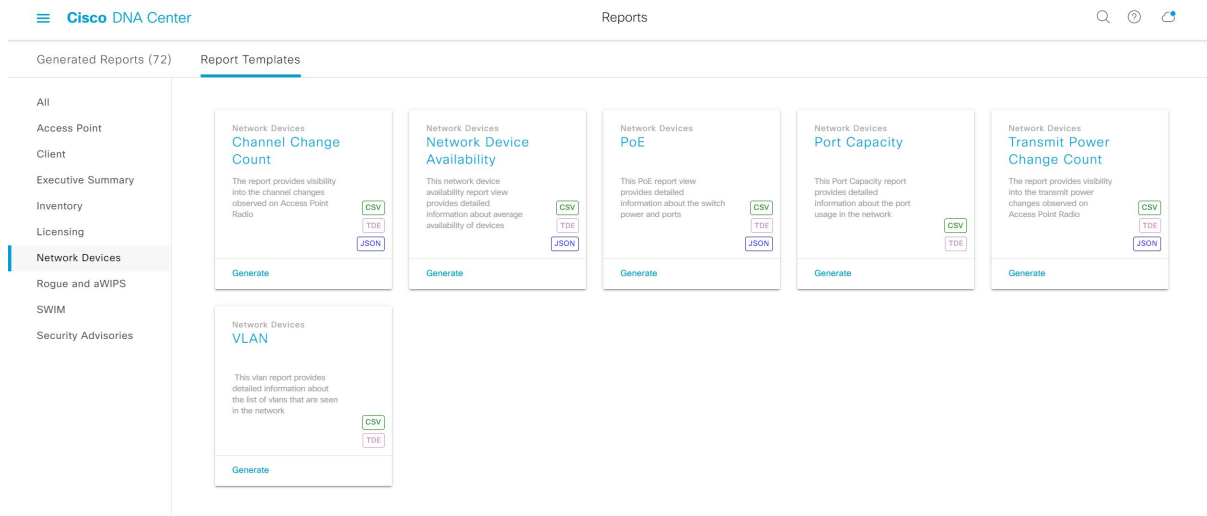 Cisco DNA Center
Reports
Generated Reports (72)
Report Templates
All
Access Point
Client
Executive Summary
Inventory
Licensing
Network Devices
Rogue and aWIPS
SWIM
Security Advisories
Network Devices
Channel Change
Count
The report provides visibility
into the channel changes
observed on Access Point
Radio
CSV
TDE
JSON
Generate
Network Devices
Network Device
Availability
This network device
availability report view
provides detailed
information about average
availability of devices
CSV
TDE
JSON
Generate
Network Devices
PoE
This PoE report view
provides detailed
information about the switch
power and ports
CSV
TDE
JSON
Generate
Network Devices
Port Capacity
This Port Capacity report
provides detailed
information about the port
usage in the network
CSV
TDE
Generate
Network Devices
Transmit Power
Change Count
The report provides visibility
into the transmit power
changes observed on
Access Point Radio
CSV
TDE
JSON
Generate
Network Devices
VLAN
This vlan report provides
detailed information about
the list of vlans that are seen
in the network
CSV
TDE
Generate